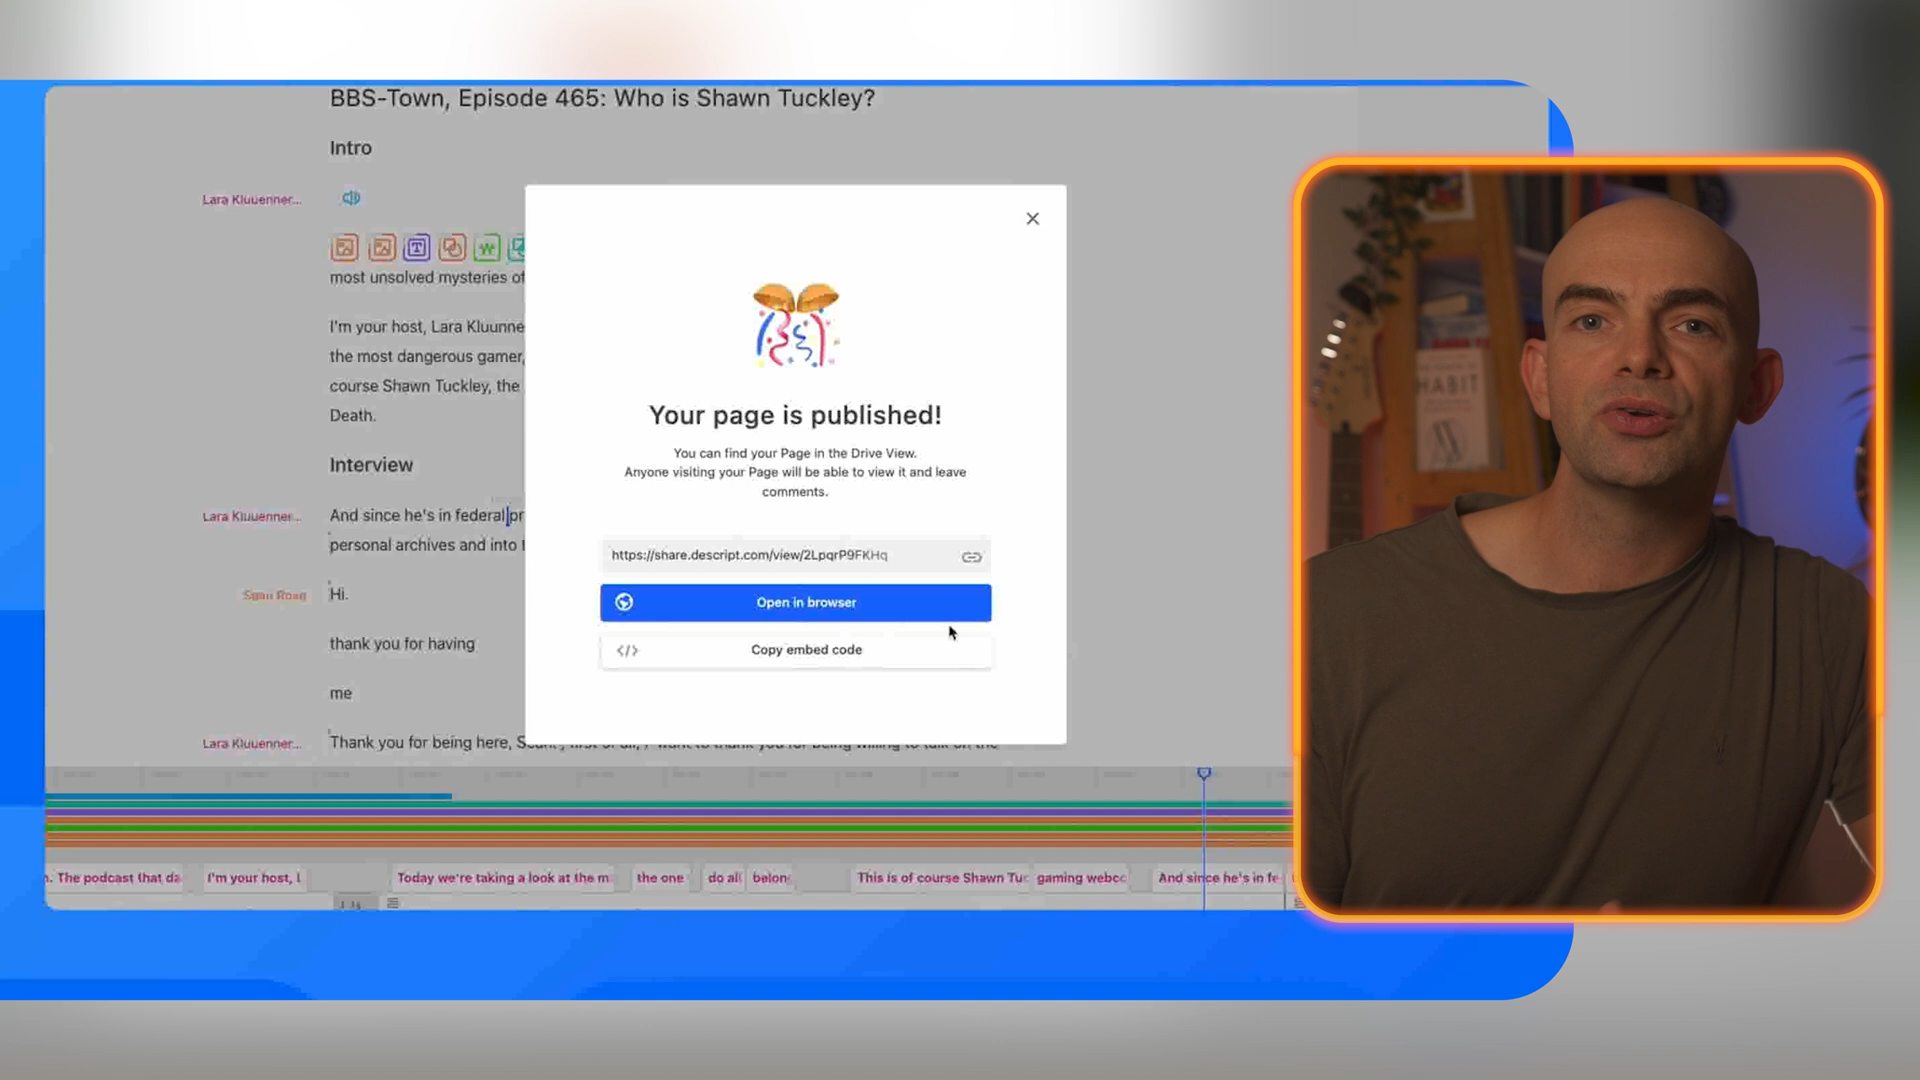 BBS-Town, Episode 465: Who is Shawn Tuckley?
Intro
Lara Kluuenner...
most unsolved mysteries of
I'm your host, Lara Kluunne
the most dangerous gamer,
course Shawn Tuckley, the
Death.
Interview
Lara Kluuenner...
And since he's in federal pr
personal archives and into
Hi.
thank you for having
me
Lara Kluuenner...
Thank you for being here, S
Your page is published!
You can find your Page in the Drive View.
Anyone visiting your Page will be able to view it and leave
comments.
https://share.descript.com/view/2LpqrP9FKHq
Open in browser
</> Copy embed code
. The podcast that da
I'm your host, L
Today we're taking a look at the m
the one
do all
belon
This is of course Shawn Tuc
gaming webcc
And since he's in fe
HABIT